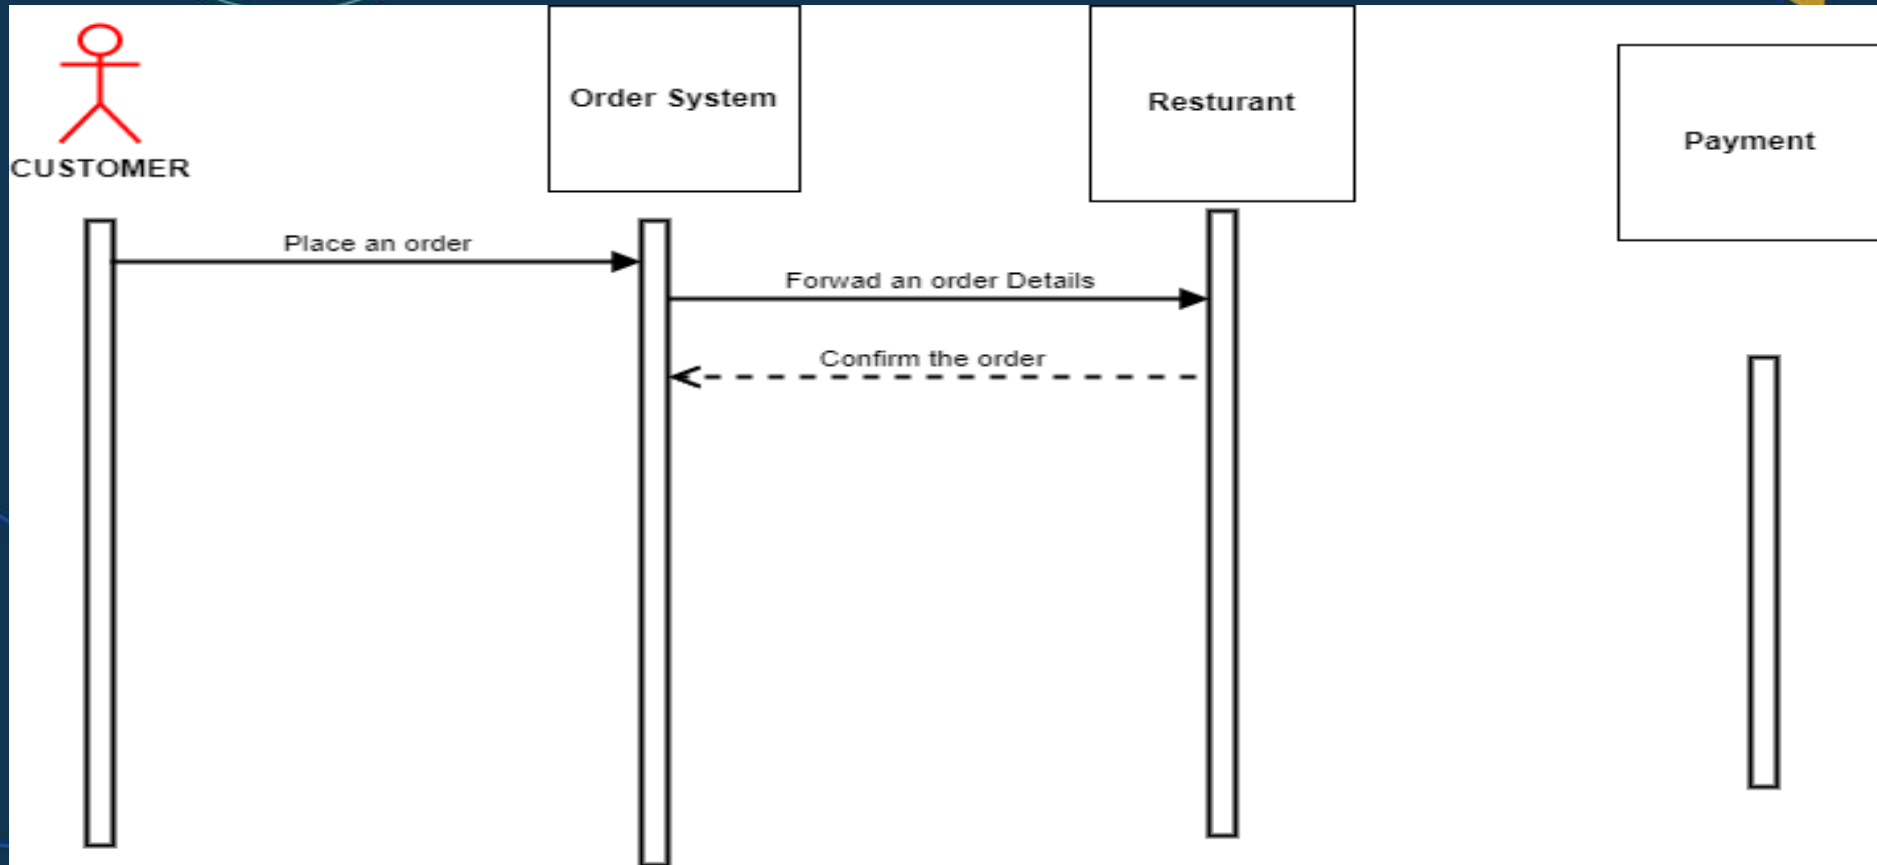 CUSTOMER
Order System
Resturant
Payment
Place an order
Forwad an order Details
Confirm the order